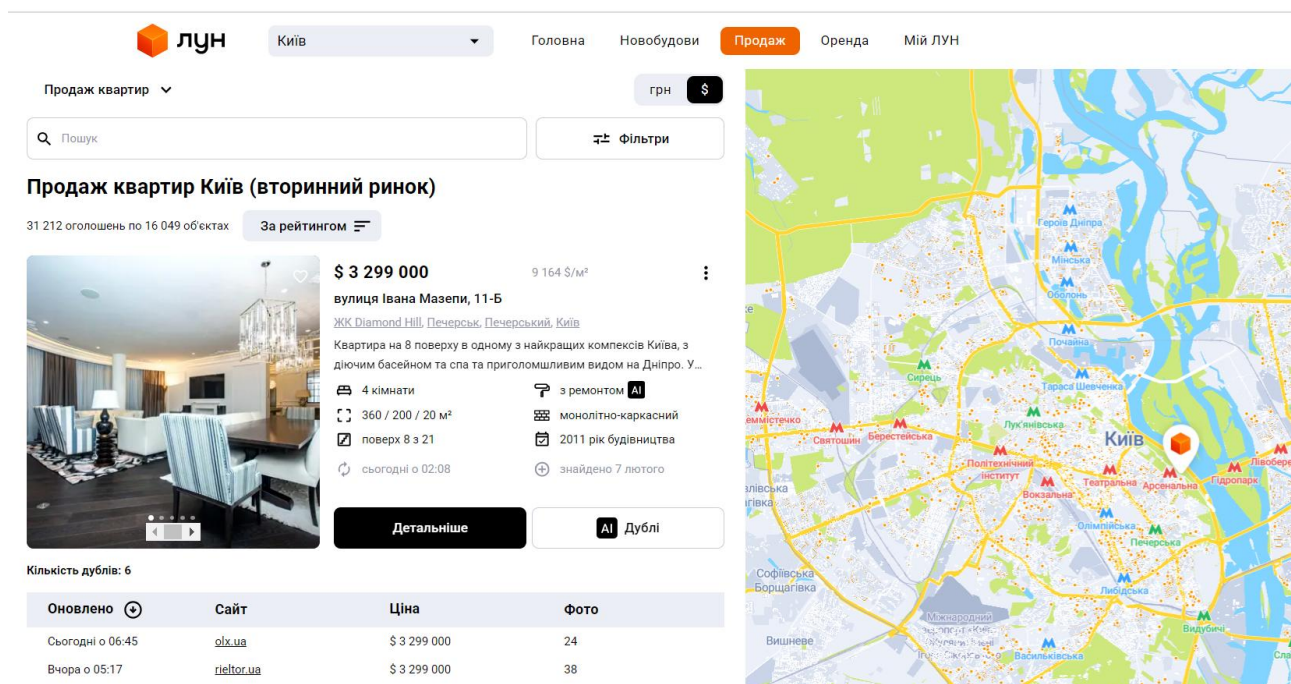 лун
Київ
Головна
Новобудови
Продаж
Оренда
Мій ЛУН
Продаж квартир
грн
$
Пошук
Фільтри
Продаж квартир Київ (вторинний ринок)
31 212 оголошень по 16 049 об'єктах
За рейтингом
$ 3 299 000
9 164 $/м²
вулиця Івана Мазепи, 11-Б
ЖК Diamond Hill, Печерськ, Печерський, Київ
Квартира на 8 поверху в одному з найкращих компексів Києва, з
діючим басейном та спа та приголомшливим видом на Дніпро. У...
4 кімнати
з ремонтом AI
360 / 200 / 20 м²
монолітно-каркасний
поверх 8 з 21
2011 рік будівництва
сьогодні о 02:08
знайдено 7 лютого
Детальніше
AI Дублі
Кількість дублів: 6
Оновлено Сайт Ціна Фото
Сьогодні о 06:45 olx.ua $ 3 299 000 24
Вчора о 05:17 rieltor.ua $ 3 299 000 38
Героїв Дніпра
Мінська
Оболонь
Почайна
Сирець
Тараса Шевченка
Лук'янівська
Святошин
Берестейська
Київ
Політехнічний
інститут
Вокзальна
Театральна
Арсенальна
Гідропарк
Олімпійська
Печерська
Либідська
Софіївська
Борщагівка
Міжнародний
Видубичі
Вишневе
Васильківська